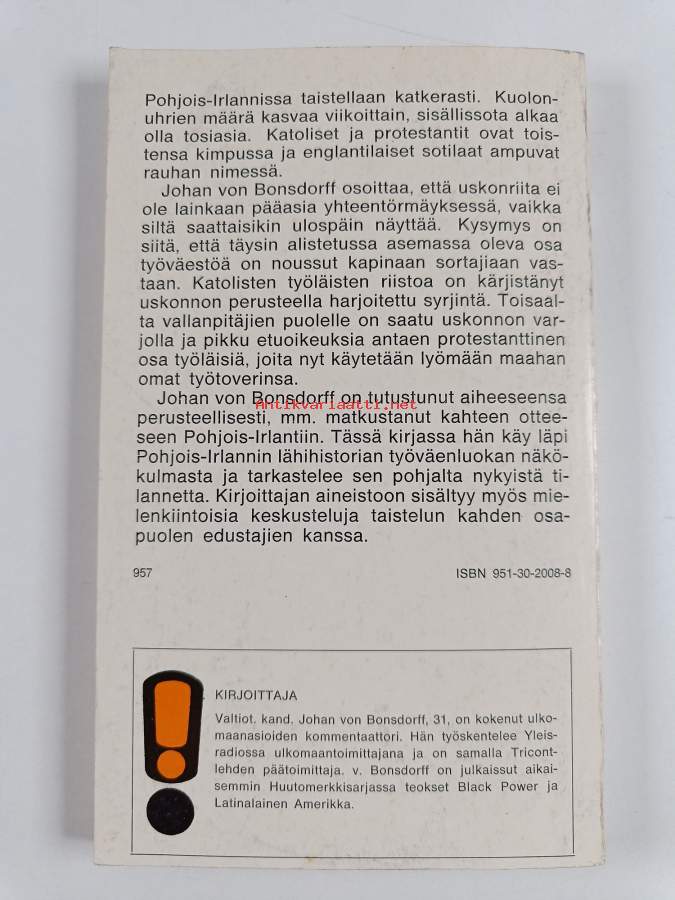 Pohjois-Irlannissa taistellaan katkerasti. Kuolon-
uhrien määrä kasvaa viikoittain, sisällissota alkaa
olla tosiasia. Katoliset ja protestantit ovat tois-
tensa kimpussa ja englantilaiset sotilaat ampuvat
rauhan nimessä.
Johan von Bonsdorff osoittaa, että uskonriita ei
ole lainkaan pääasia yhteentörmäyksessä, vaikka
siltä saattaisikin ulospäin näyttää. Kysymys on
siitä, että täysin alistetussa asemassa oleva osa
työväestöä on noussut kapinaan sortajiaan vas-
taan. Katolisten työläisten riistoa on kärjistänyt
uskonnon perusteella harjoitettu syrjintä. Toisaal-
ta vallanpitäjien puolelle on saatu uskonnon var-
jolla ja pikku etuoikeuksia antaen protestanttinen
osa työläisiä, joita nyt käytetään lyömään maahan
omat työtoverinsa.
Johan von Bonsdorff on tutustunut aiheeseensa
Antikvariaatti.net
perusteellisesti, mm. matkustanut kahteen ottee-
seen Pohjois-Irlantiin. Tässä kirjassa hän käy läpi
Pohjois-Irlannin lähihistorian työväenluokan näkö-
kulmasta ja tarkastelee sen pohjalta nykyistä ti-
lannetta. Kirjoittajan aineistoon sisältyy myös mie-
lenkiintoisia keskusteluja taistelun kahden osa-
puolen edustajien kanssa.
957 ISBN 951-30-2008-8
KIRJOITTAJA
Valtiot. kand. Johan von Bonsdorff, 31, on kokenut ulko-
maanasioiden kommentaattori. Hän työskentelee Yleis-
radiossa ulkomaantoimittajana ja on samalla Tricont-
lehden päätoimittaja. v. Bonsdorff on julkaissut aikai-
semmin Huutomerkkisarjassa teokset Black Power ja
Latinalainen Amerikka.